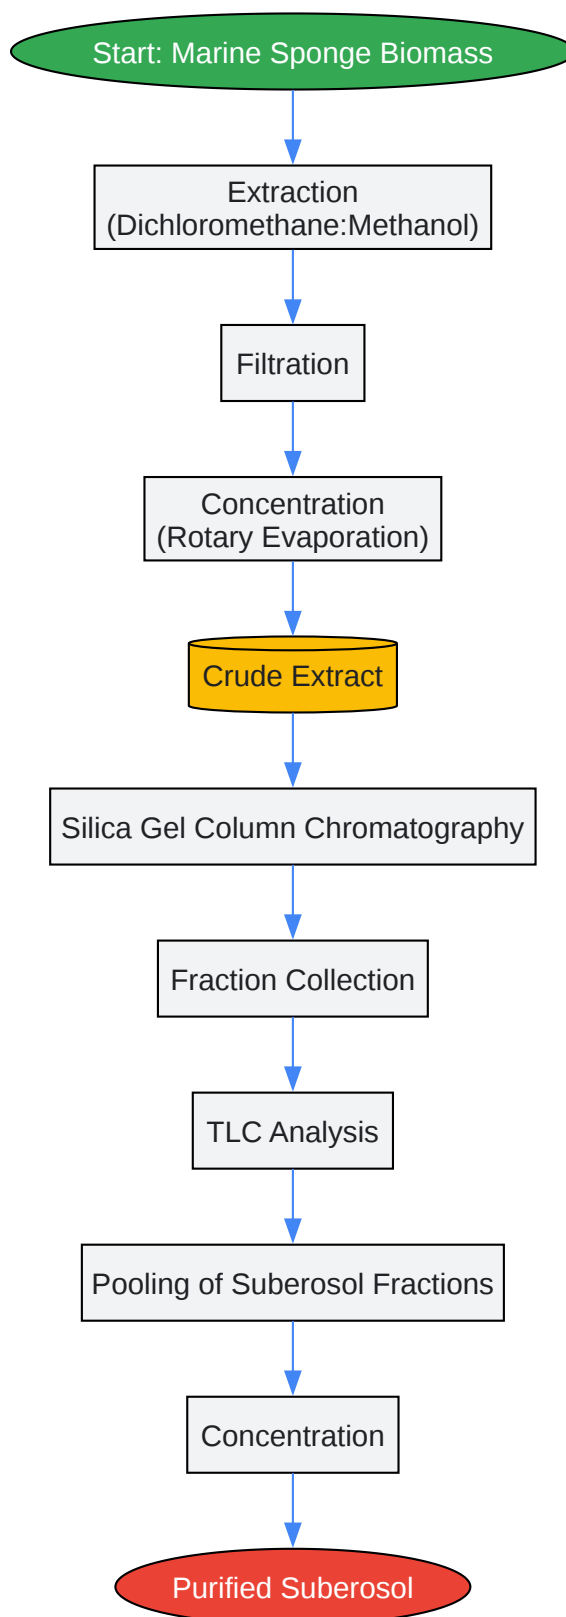 Start: Marine Sponge Biomass
Extraction
(Dichloromethane:Methanol)
Filtration
Concentration
(Rotary Evaporation)
Crude Extract
Silica Gel Column Chromatography
Fraction Collection
TLC Analysis
Pooling of Suberosol Fractions
Concentration
Purified Suberosol